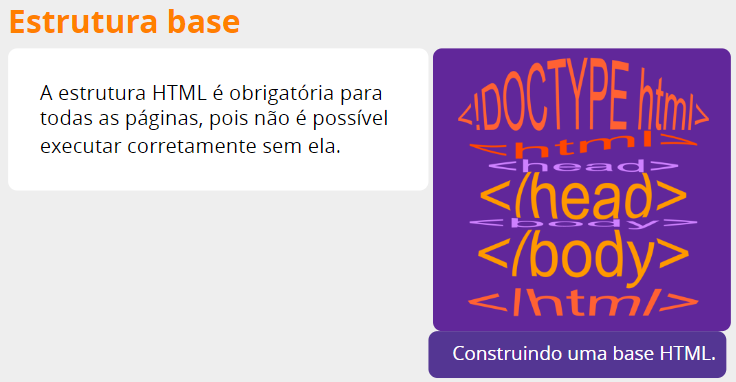 Estrutura base
A estrutura HTML é obrigatória para
todas as páginas, pois não é possível
executar corretamente sem ela.
<!DOCTYPE html>
<html>
<head>
</head>
<body>
</body>
</html>
Construindo uma base HTML.